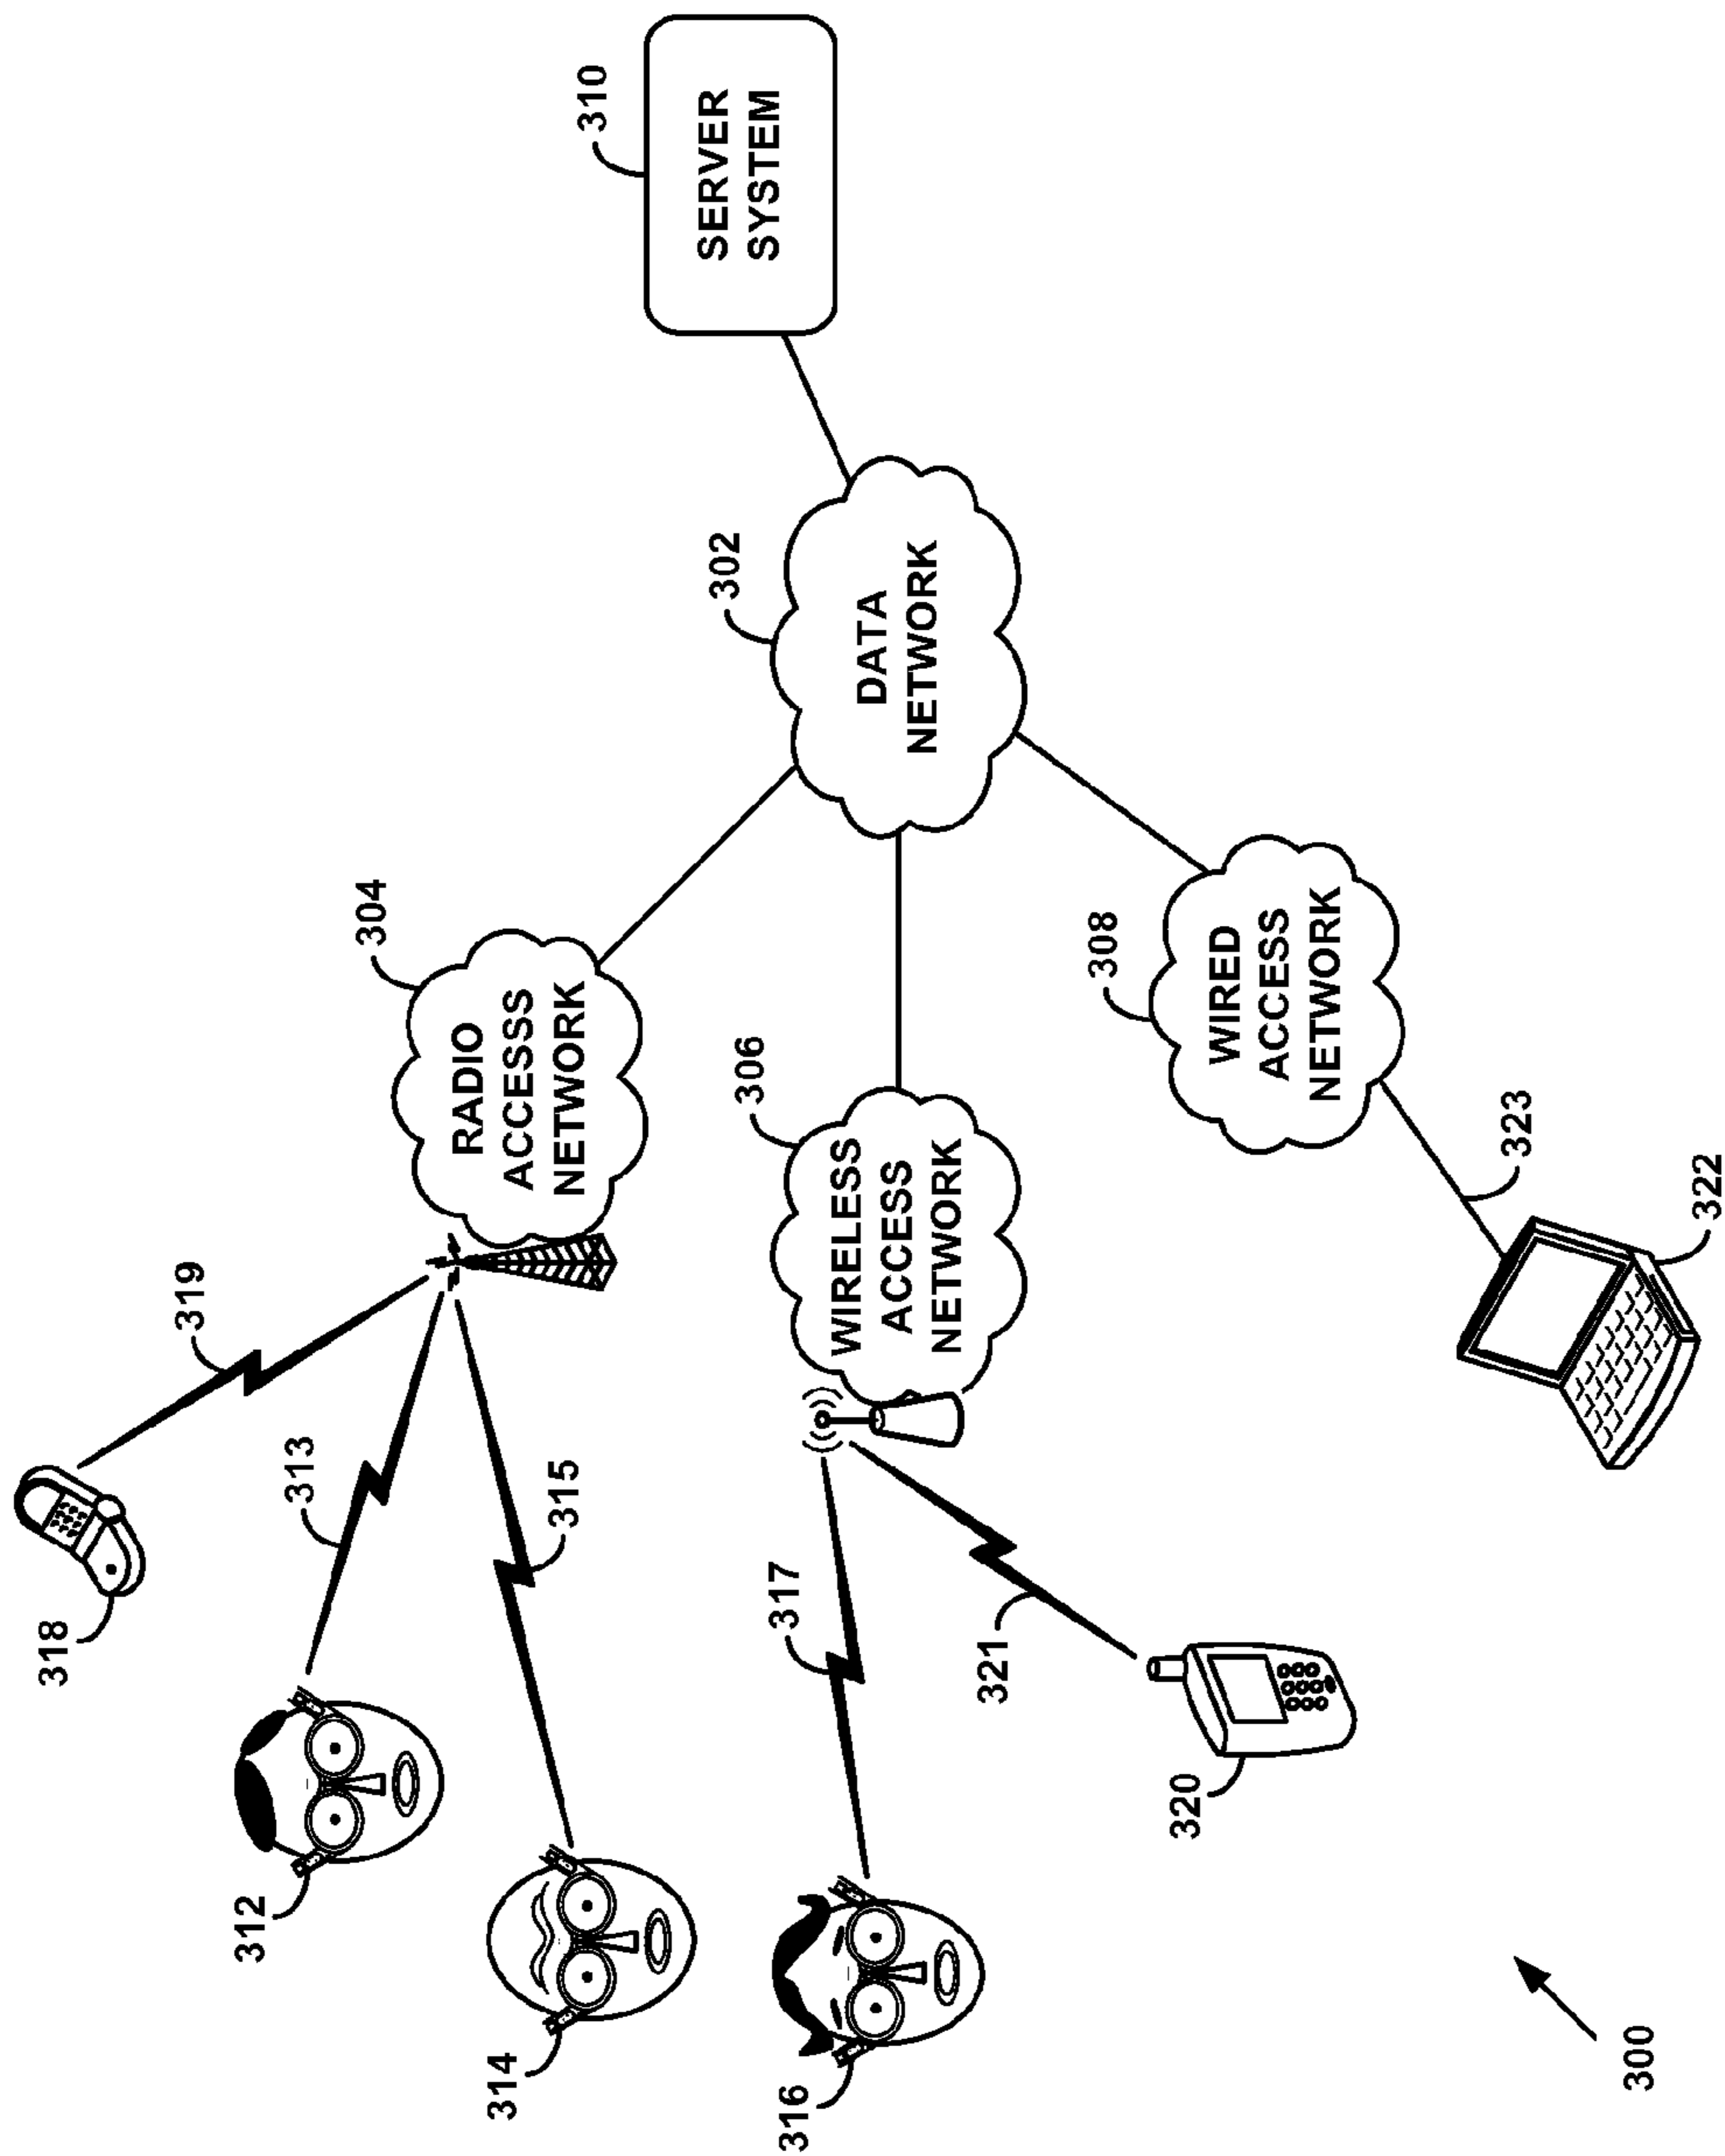 318
319
304
RADIO
ACCESSS
NETWORK
312
313
314
315
302
DATA
NETWORK
310
SERVER
SYSTEM
306
WIRELESS
ACCESS
NETWORK
316
317
321
320
308
WIRED
ACCESS
NETWORK
323
322
300